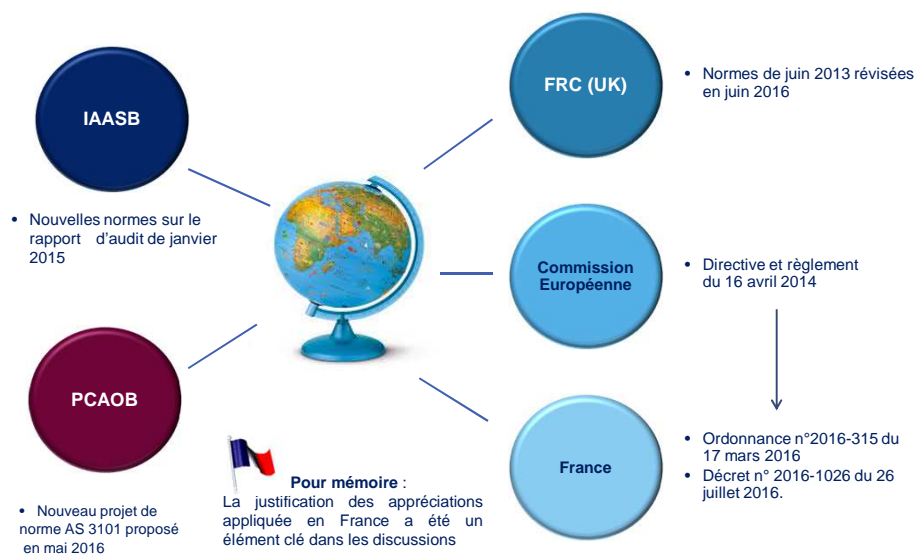 IAASB
• Nouvelles normes sur le
rapport d'audit de janvier
2015
PCAOB
• Nouveau projet de
norme AS 3101 proposé
en mai 2016
Pour mémoire :
La justification des appréciations
appliquée en France a été un
élément clé dans les discussions
FRC (UK)
• Normes de juin 2013 révisées
en juin 2016
Commission
Européenne
• Directive et règlement
du 16 avril 2014
France
• Ordonnance n°2016-315 du
17 mars 2016
• Décret n° 2016-1026 du 26
juillet 2016.